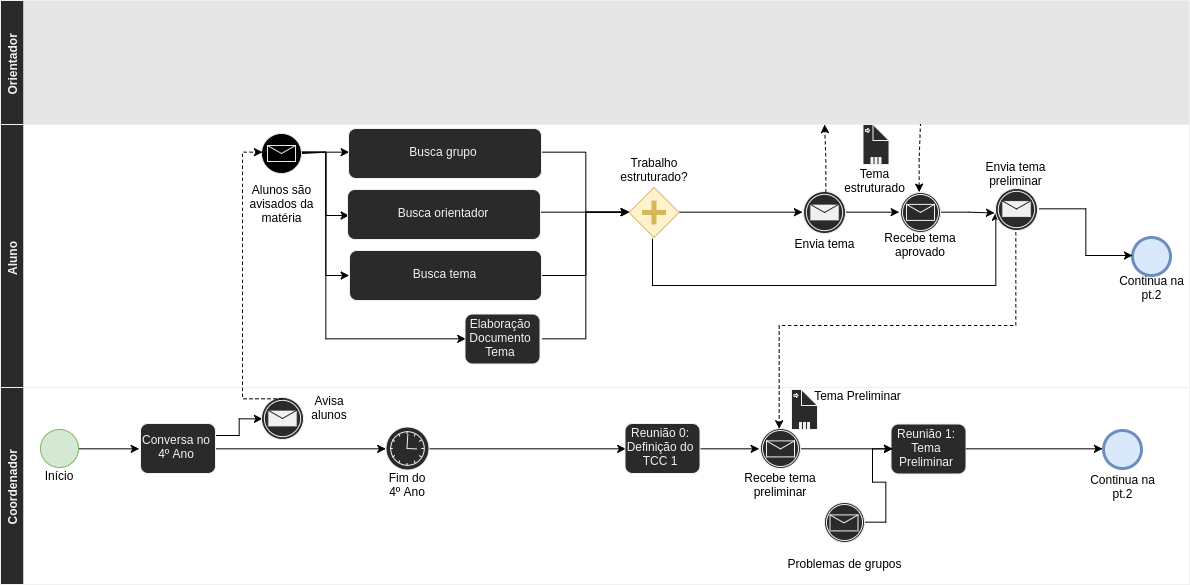 Orientador
Aluno
Alunos são
avisados da
matéria
Busca grupo
Busca orientador
Busca tema
Elaboração
Documento
Tema
Trabalho
estruturado?
Envia tema
Tema
estruturado
Recebe tema
aprovado
Envia tema
preliminar
Continua na
pt.2
Coordenador
Início
Conversa no
4º Ano
Avisa
alunos
Fim do
4º Ano
Reunião 0:
Definição do
TCC 1
Tema Preliminar
Recebe tema
preliminar
Problemas de grupos
Reunião 1:
Tema
Preliminar
Continua na
pt.2